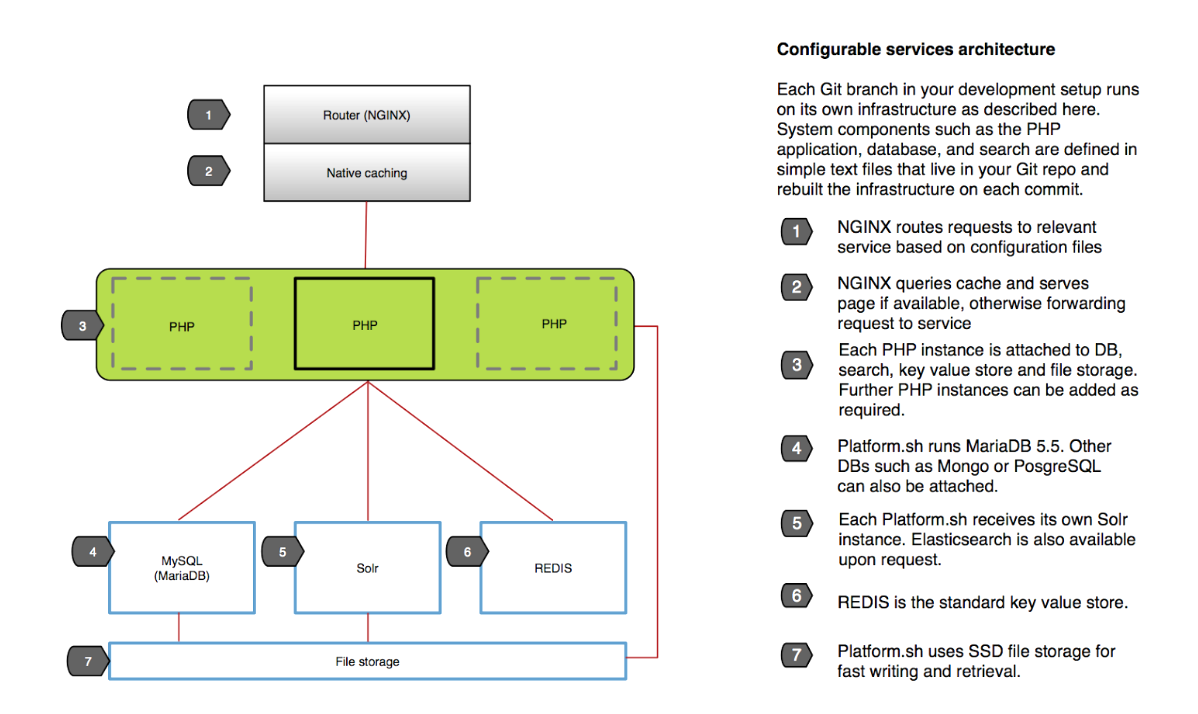 Configurable services architecture
Each Git branch in your development setup runs
on its own infrastructure as described here.
System components such as the PHP
application, database, and search are defined in
simple text files that live in your Git repo and
rebuilt the infrastructure on each commit.
1
Router (NGINX)
2
Native caching
3
PHP
PHP
PHP
4
MySQL
(MariaDB)
5
Solr
6
REDIS
7
File storage
1
NGINX routes requests to relevant
service based on configuration files
2
NGINX queries cache and serves
page if available, otherwise forwarding
request to service
3
Each PHP instance is attached to DB,
search, key value store and file storage.
Further PHP instances can be added as
required.
4
Platform.sh runs MariaDB 5.5. Other
DBs such as Mongo or PosgreSQL
can also be attached.
5
Each Platform.sh receives its own Solr
instance. Elasticsearch is also available
upon request.
6
REDIS is the standard key value store.
7
Platform.sh uses SSD file storage for
fast writing and retrieval.